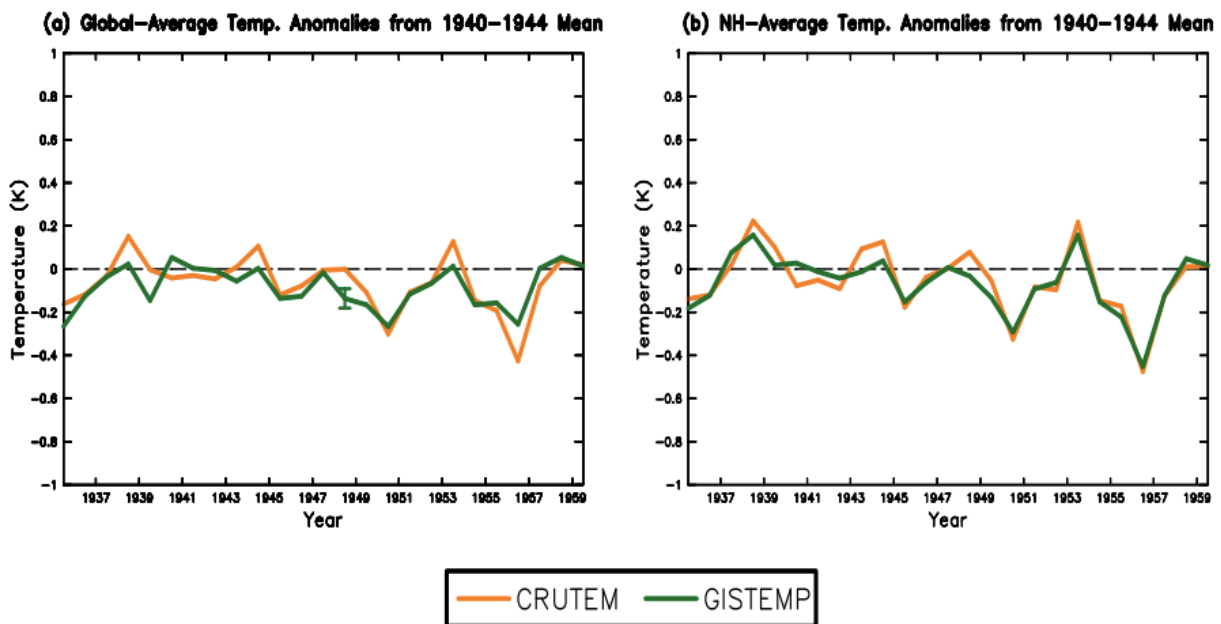 (a) Global-Average Temp. Anomalies from 1940-1944 Mean
1
0.8
0.6
0.4
0.2
0
-0.2
-0.4
-0.6
-0.8
-1
Temperature (K)
1937 1939 1941 1943 1945 1947 1949 1951 1953 1955 1957 1959
Year
(b) NH-Average Temp. Anomalies from 1940-1944 Mean
1
0.8
0.6
0.4
0.2
0
-0.2
-0.4
-0.6
-0.8
-1
Temperature (K)
1937 1939 1941 1943 1945 1947 1949 1951 1953 1955 1957 1959
Year
CRUTEM GISTEMP